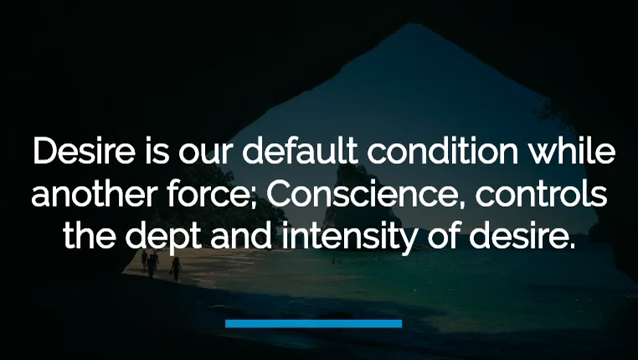 Desire is our default condition while
another force; Conscience, controls
the dept and intensity of desire.